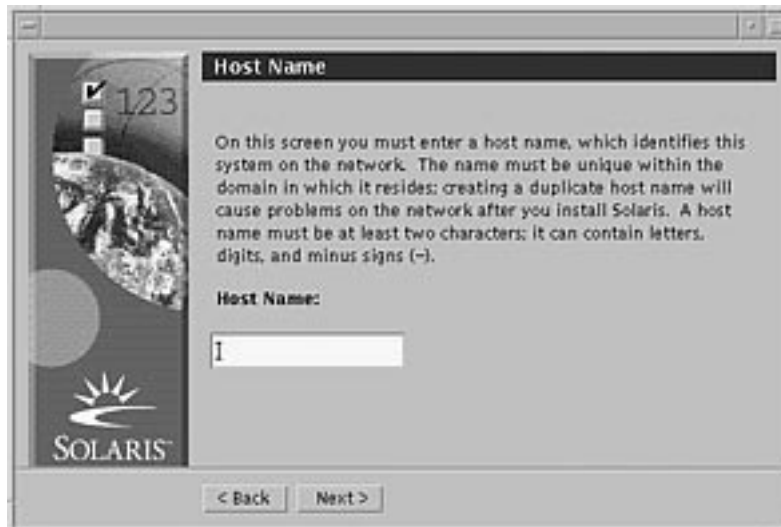 Host Name
123
On this screen you must enter a host name, which identifies this
system on the network. The name must be unique within the
domain in which it resides; creating a duplicate host name will
cause problems on the network after you install Solaris. A host
name must be at least two characters; it can contain letters,
digits, and minus signs (-).
Host Name:
SOLARIS™
< Back
Next >